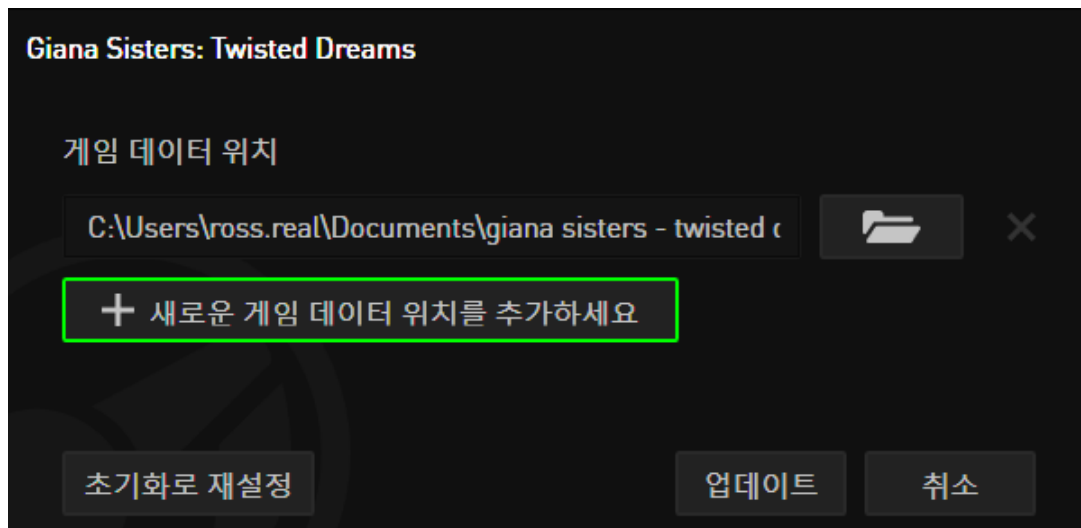 Giana Sisters: Twisted Dreams
게임 데이터 위치
C:\Users\ross.real\Documents\giana sisters - twisted
새로운 게임 데이터 위치를 추가하세요
초기화로 재설정 업데이트 취소